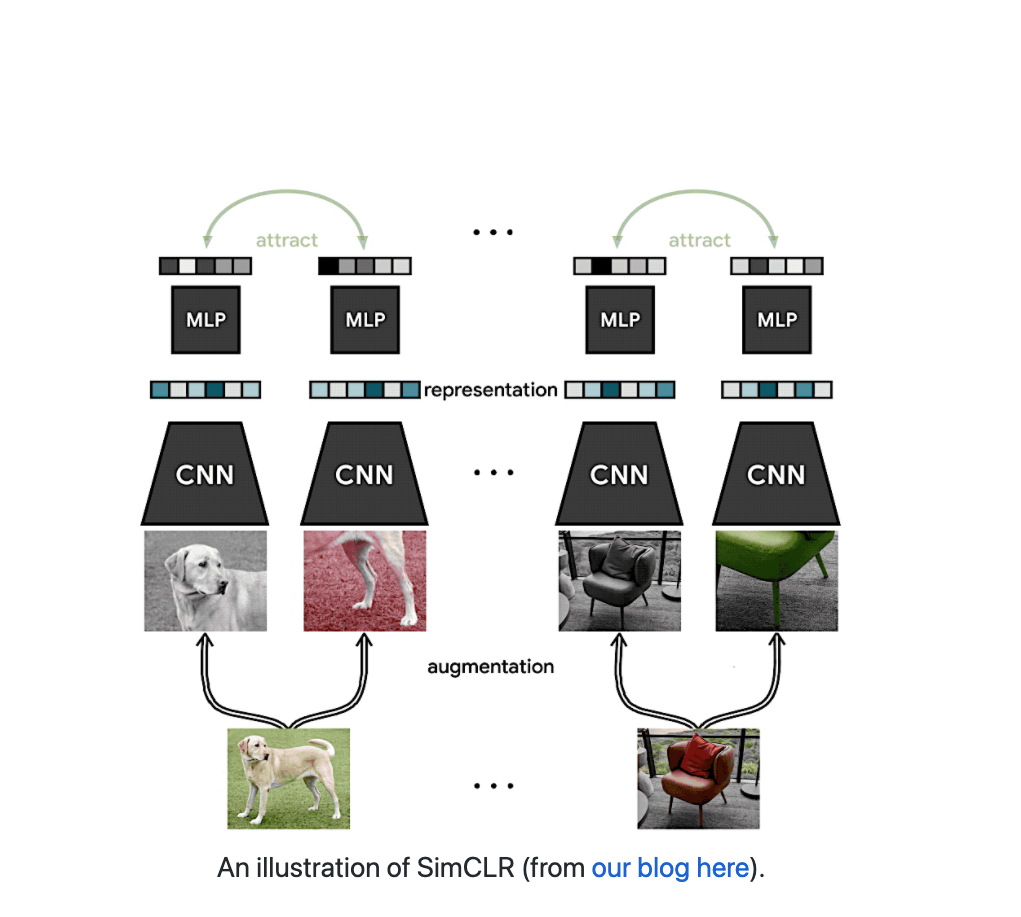 attract
...
attract
MLP
MLP
MLP
MLP
representation
CNN
CNN
...
CNN
CNN
augmentation
...
An illustration of SimCLR (from our blog here).